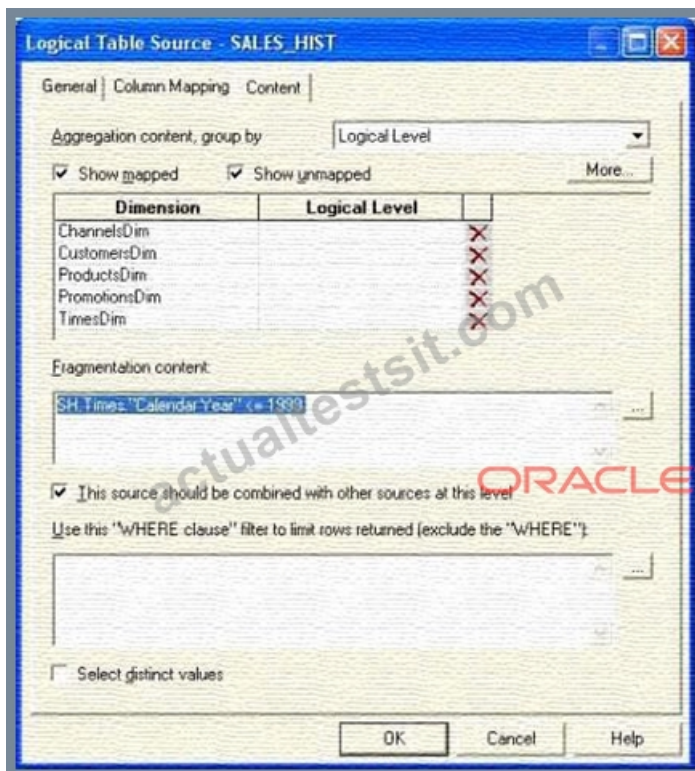 Logical Table Source - SALES_HIST
General Column Mapping Content
Aggregation content, group by Logical Level
Show mapped Show unmapped More...
Dimension Logical Level
ChannelsDim
CustomersDim
ProductsDim
PromotionsDim
TimesDim
Fragmentation content:
SH.Times."Calendar Year" <= 1999
...
actualtestsit.com
This source should be combined with other sources at this level
ORACLE
Use this "WHERE clause" filter to limit rows returned (exclude the "WHERE"):
...
Select distinct values
OK Cancel Help